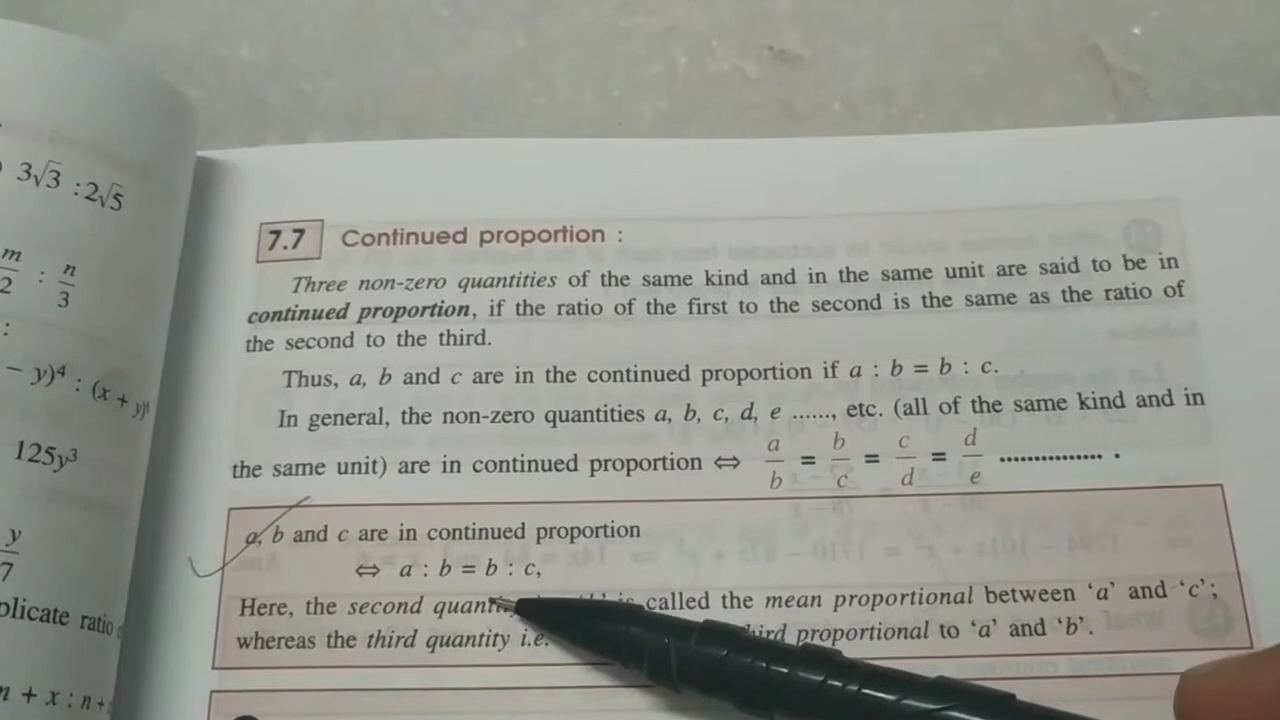 3√3 : 2√5
m/2 : n/3
:
− y)⁴ : (x + y)⁶
125y³
y/7
plicate ratio
n + x : n +
7.7 Continued proportion :
Three non-zero quantities of the same kind and in the same unit are said to be in
continued proportion, if the ratio of the first to the second is the same as the ratio of
the second to the third.
Thus, a, b and c are in the continued proportion if a : b = b : c.
In general, the non-zero quantities a, b, c, d, e ......, etc. (all of the same kind and in
the same unit) are in continued proportion ⇔ a/b = b/c = c/d = d/e ................ .
a, b and c are in continued proportion
⇔ a : b = b : c,
Here, the second called the mean proportional between ‘a’ and ‘c’;
whereas the third quantity i.e. proportional to ‘a’ and ‘b’.